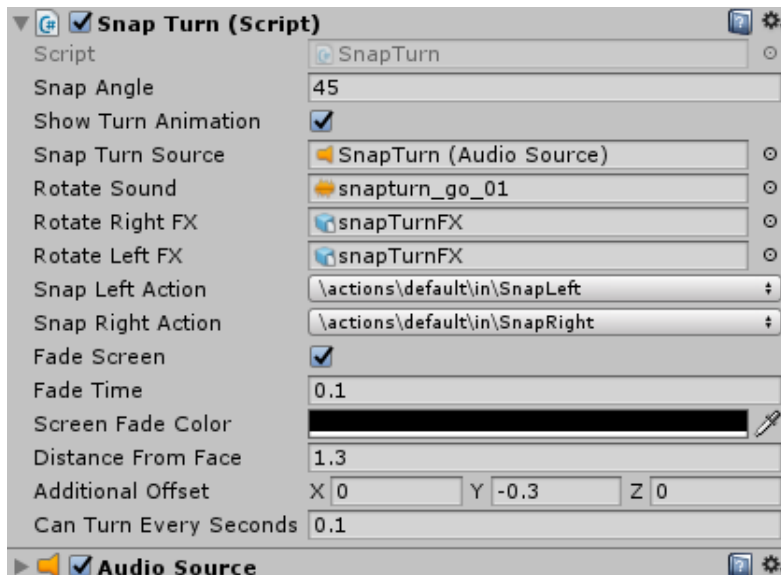 Snap Turn (Script)
Script SnapTurn
Snap Angle 45
Show Turn Animation
Snap Turn Source SnapTurn (Audio Source)
Rotate Sound snapturn_go_01
Rotate Right FX snapTurnFX
Rotate Left FX snapTurnFX
Snap Left Action \actions\default\in\SnapLeft
Snap Right Action \actions\default\in\SnapRight
Fade Screen
Fade Time 0.1
Screen Fade Color
Distance From Face 1.3
Additional Offset X 0 Y -0.3 Z 0
Can Turn Every Seconds 0.1
Audio Source